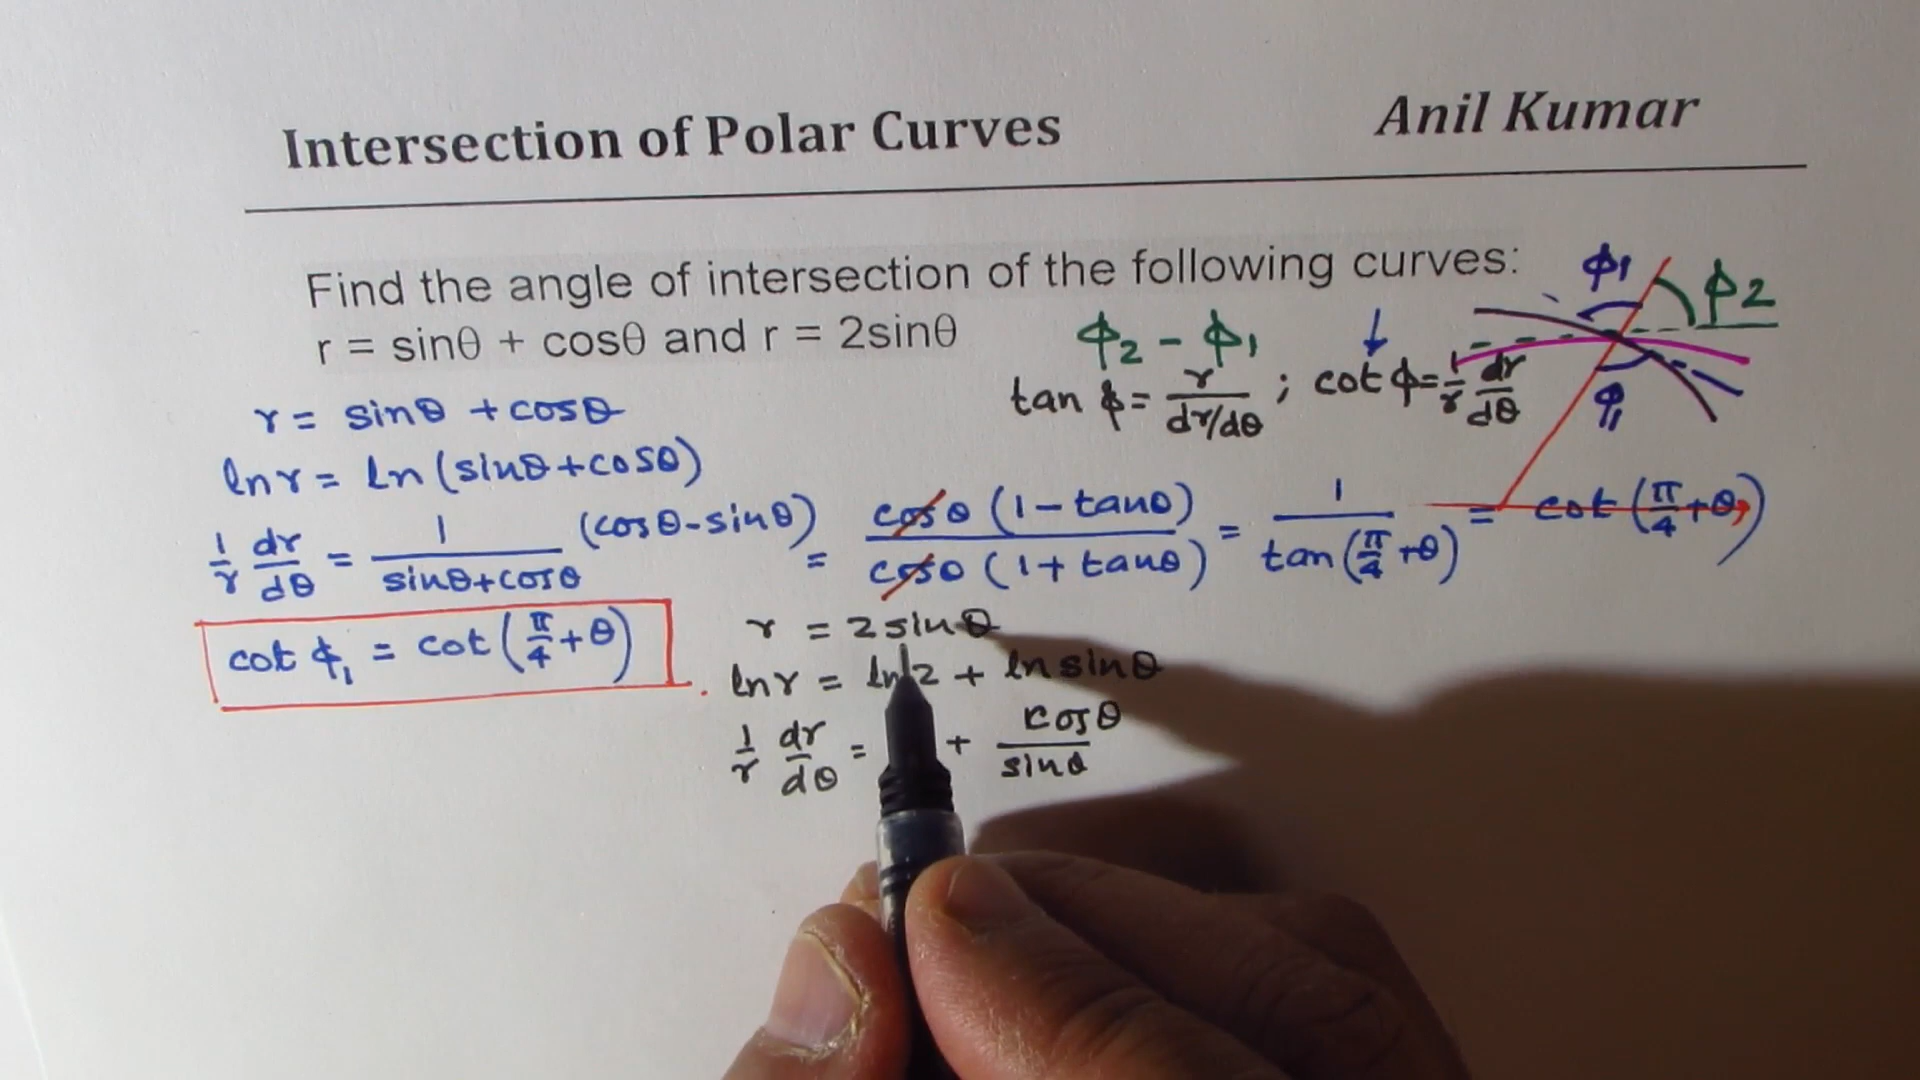 Intersection of Polar Curves
Anil Kumar
Find the angle of intersection of the following curves:
r = sinθ + cosθ and r = 2sinθ
ϕ₂ - ϕ₁
tan ϕ = r/(dr/dθ) ; cot ϕ = 1/r dr/dθ
ϕ1
ϕ2
ϕ1
r = sinθ + cosθ
ln r = ln (sinθ + cosθ)
1/r dr/dθ = 1/(sinθ + cosθ) (cosθ - sinθ) = cosθ (1 - tanθ)/cosθ (1 + tanθ) = 1/tan (π/4 + θ) = cot (π/4 + θ)
cot ϕ₁ = cot (π/4 + θ)
r = 2 sin θ
ln r = ln 2 + ln sin θ
1/r dr/dθ = + cosθ/sinθ